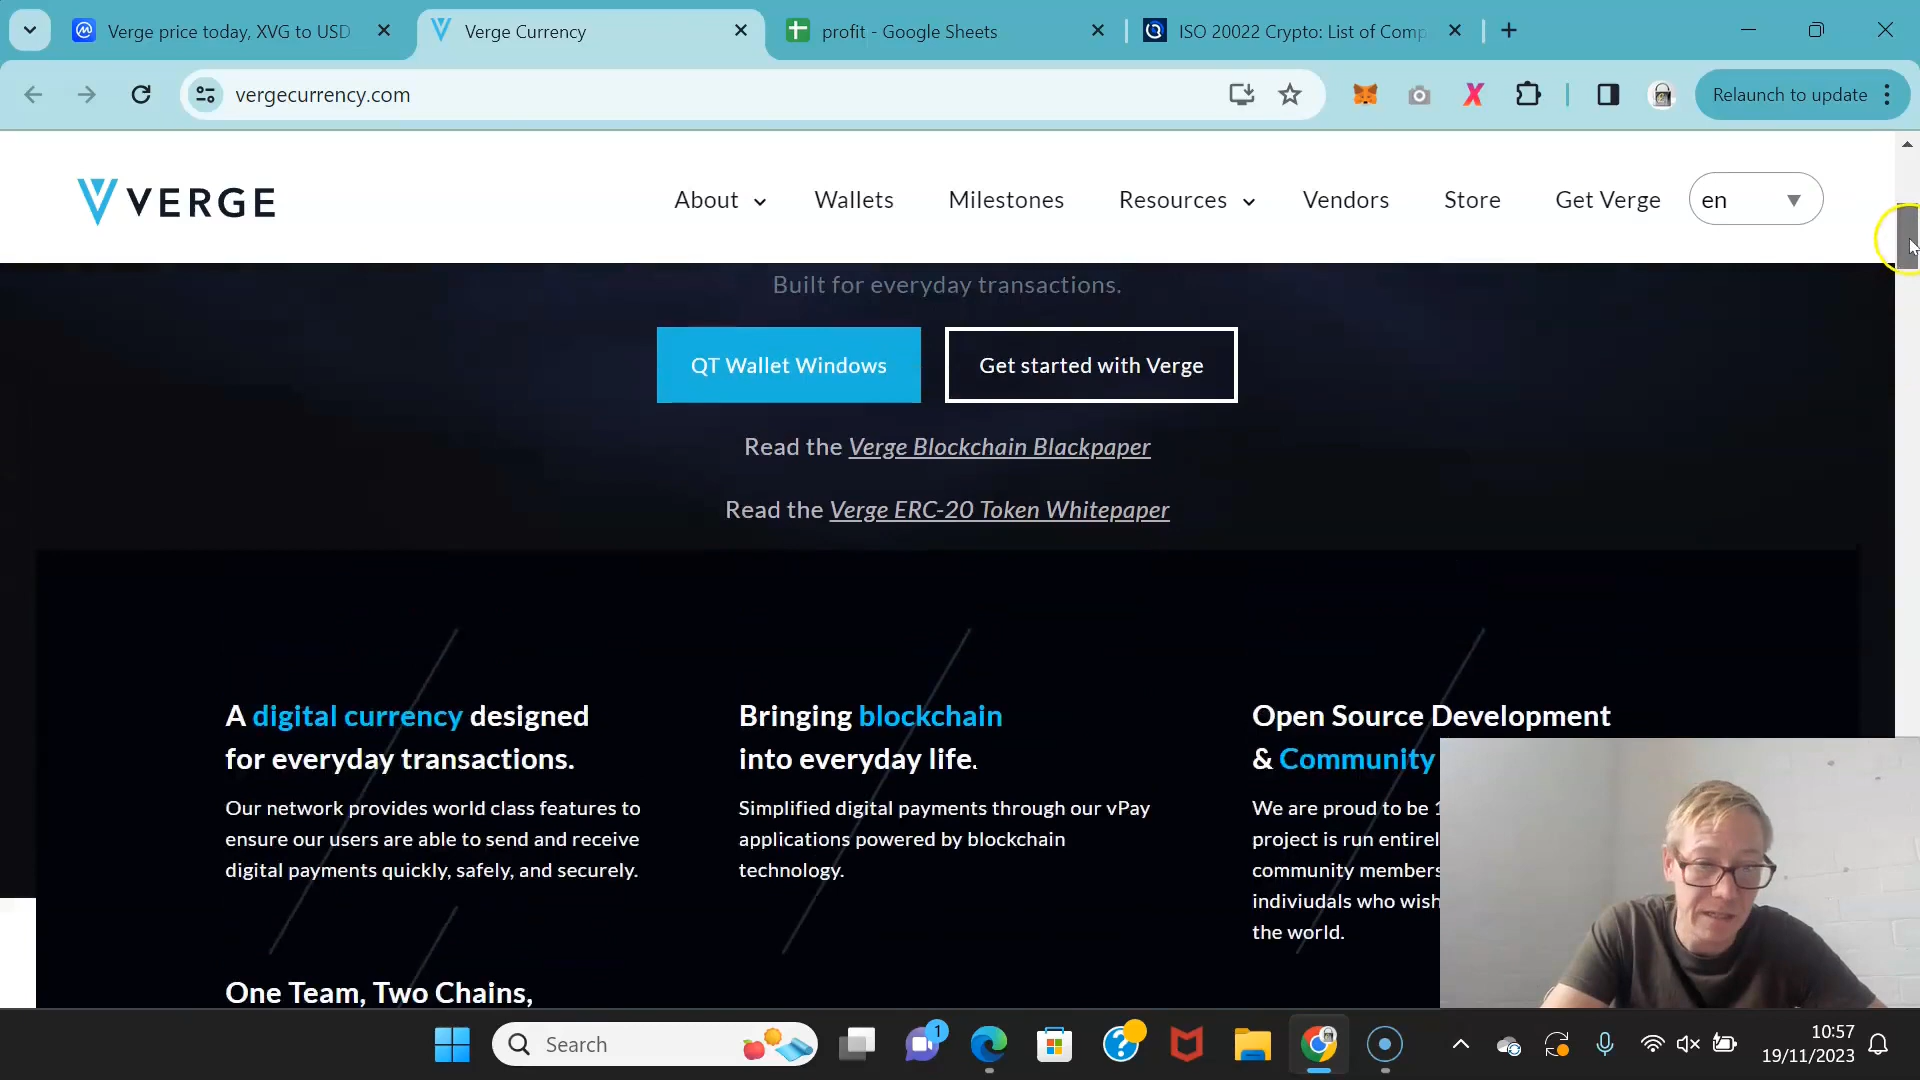 Verge price today, XVG to USD
Verge Currency
profit - Google Sheets
ISO 20022 Crypto: List of Comp
vergecurrency.com
Relaunch to update
VERGE
About
Wallets
Milestones
Resources
Vendors
Store
Get Verge
en
Built for everyday transactions.
QT Wallet Windows
Get started with Verge
Read the Verge Blockchain Blackpaper
Read the Verge ERC-20 Token Whitepaper
A digital currency designed
for everyday transactions.
Our network provides world class features to
ensure our users are able to send and receive
digital payments quickly, safely, and securely.
Bringing blockchain
into everyday life.
Simplified digital payments through our vPay
applications powered by blockchain
technology.
Open Source Development
& Community
We are proud to be
project is run entirel
community members
indiviudals who wish
the world.
One Team, Two Chains,
Search
1
10:57
19/11/2023